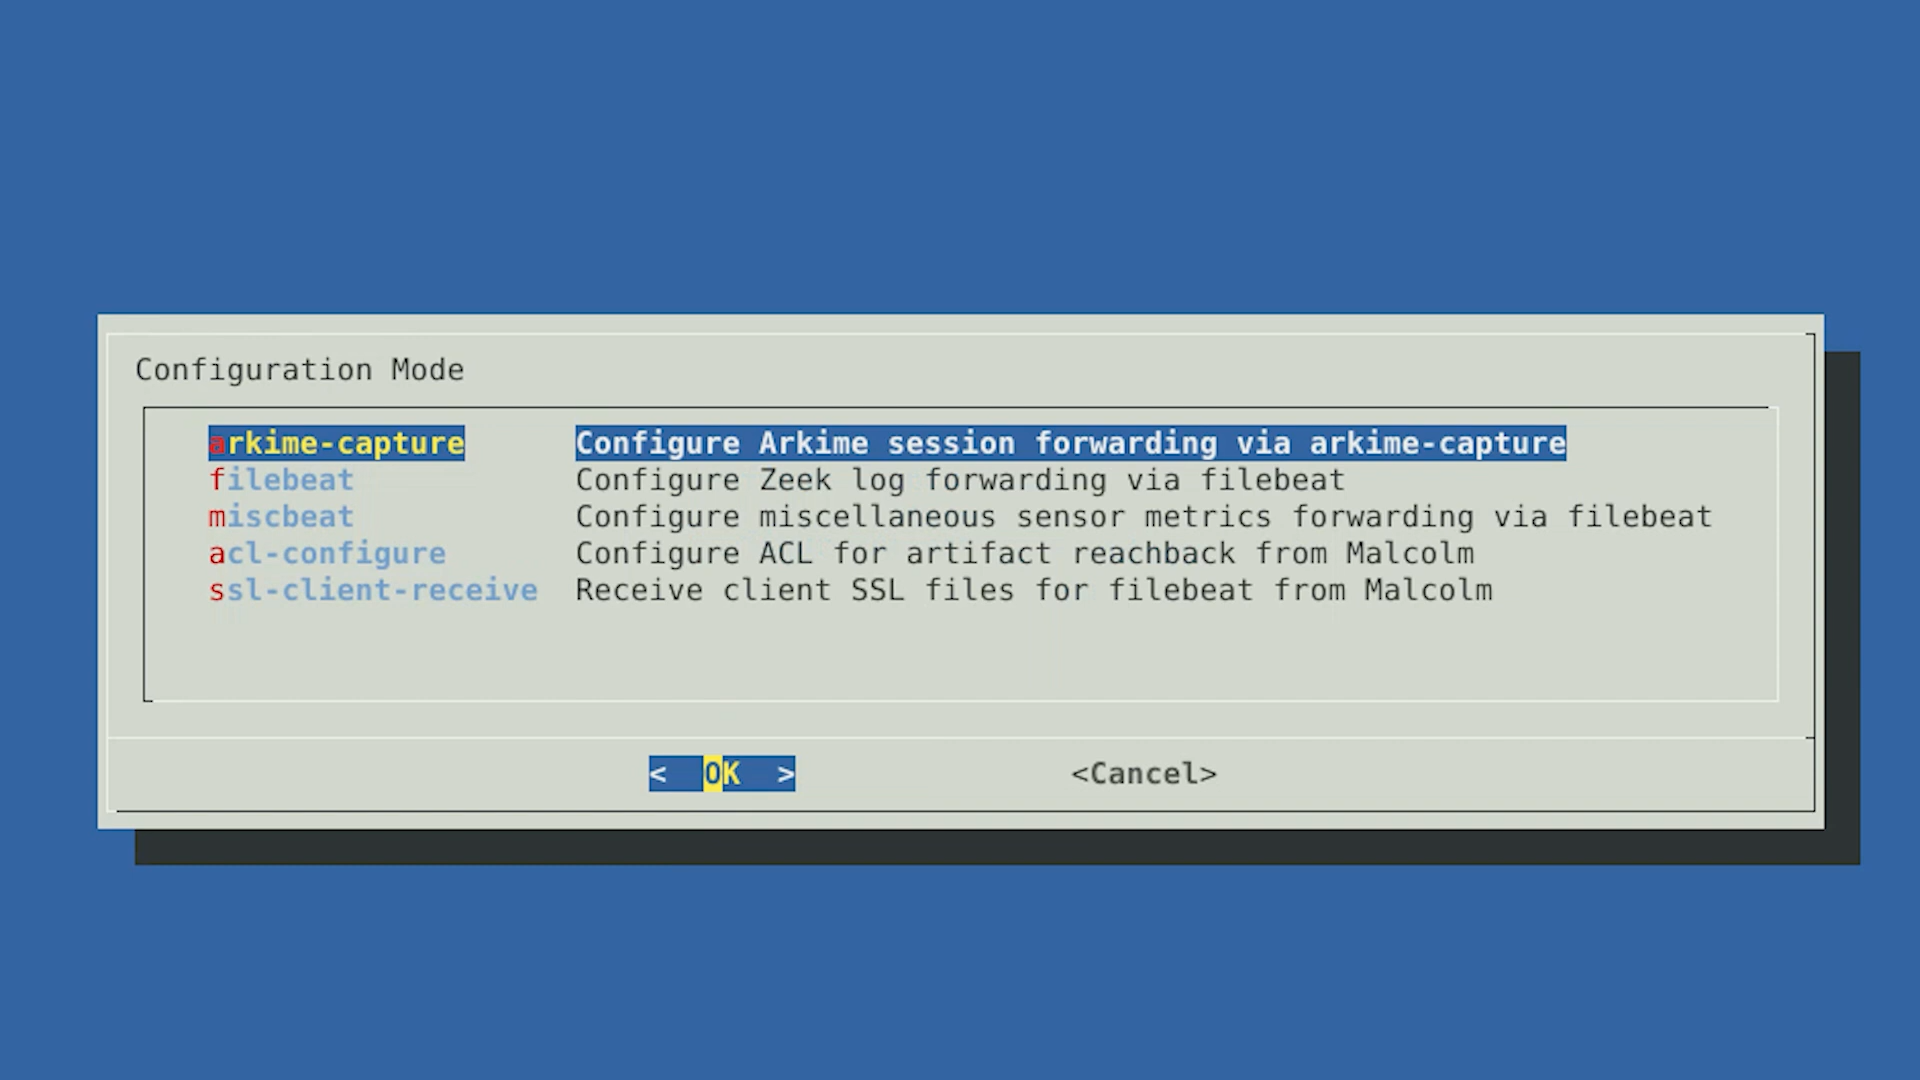 Configuration Mode
arkime-capture Configure Arkime session forwarding via arkime-capture
filebeat Configure Zeek log forwarding via filebeat
miscbeat Configure miscellaneous sensor metrics forwarding via filebeat
acl-configure Configure ACL for artifact reachback from Malcolm
ssl-client-receive Receive client SSL files for filebeat from Malcolm
< OK > <Cancel>